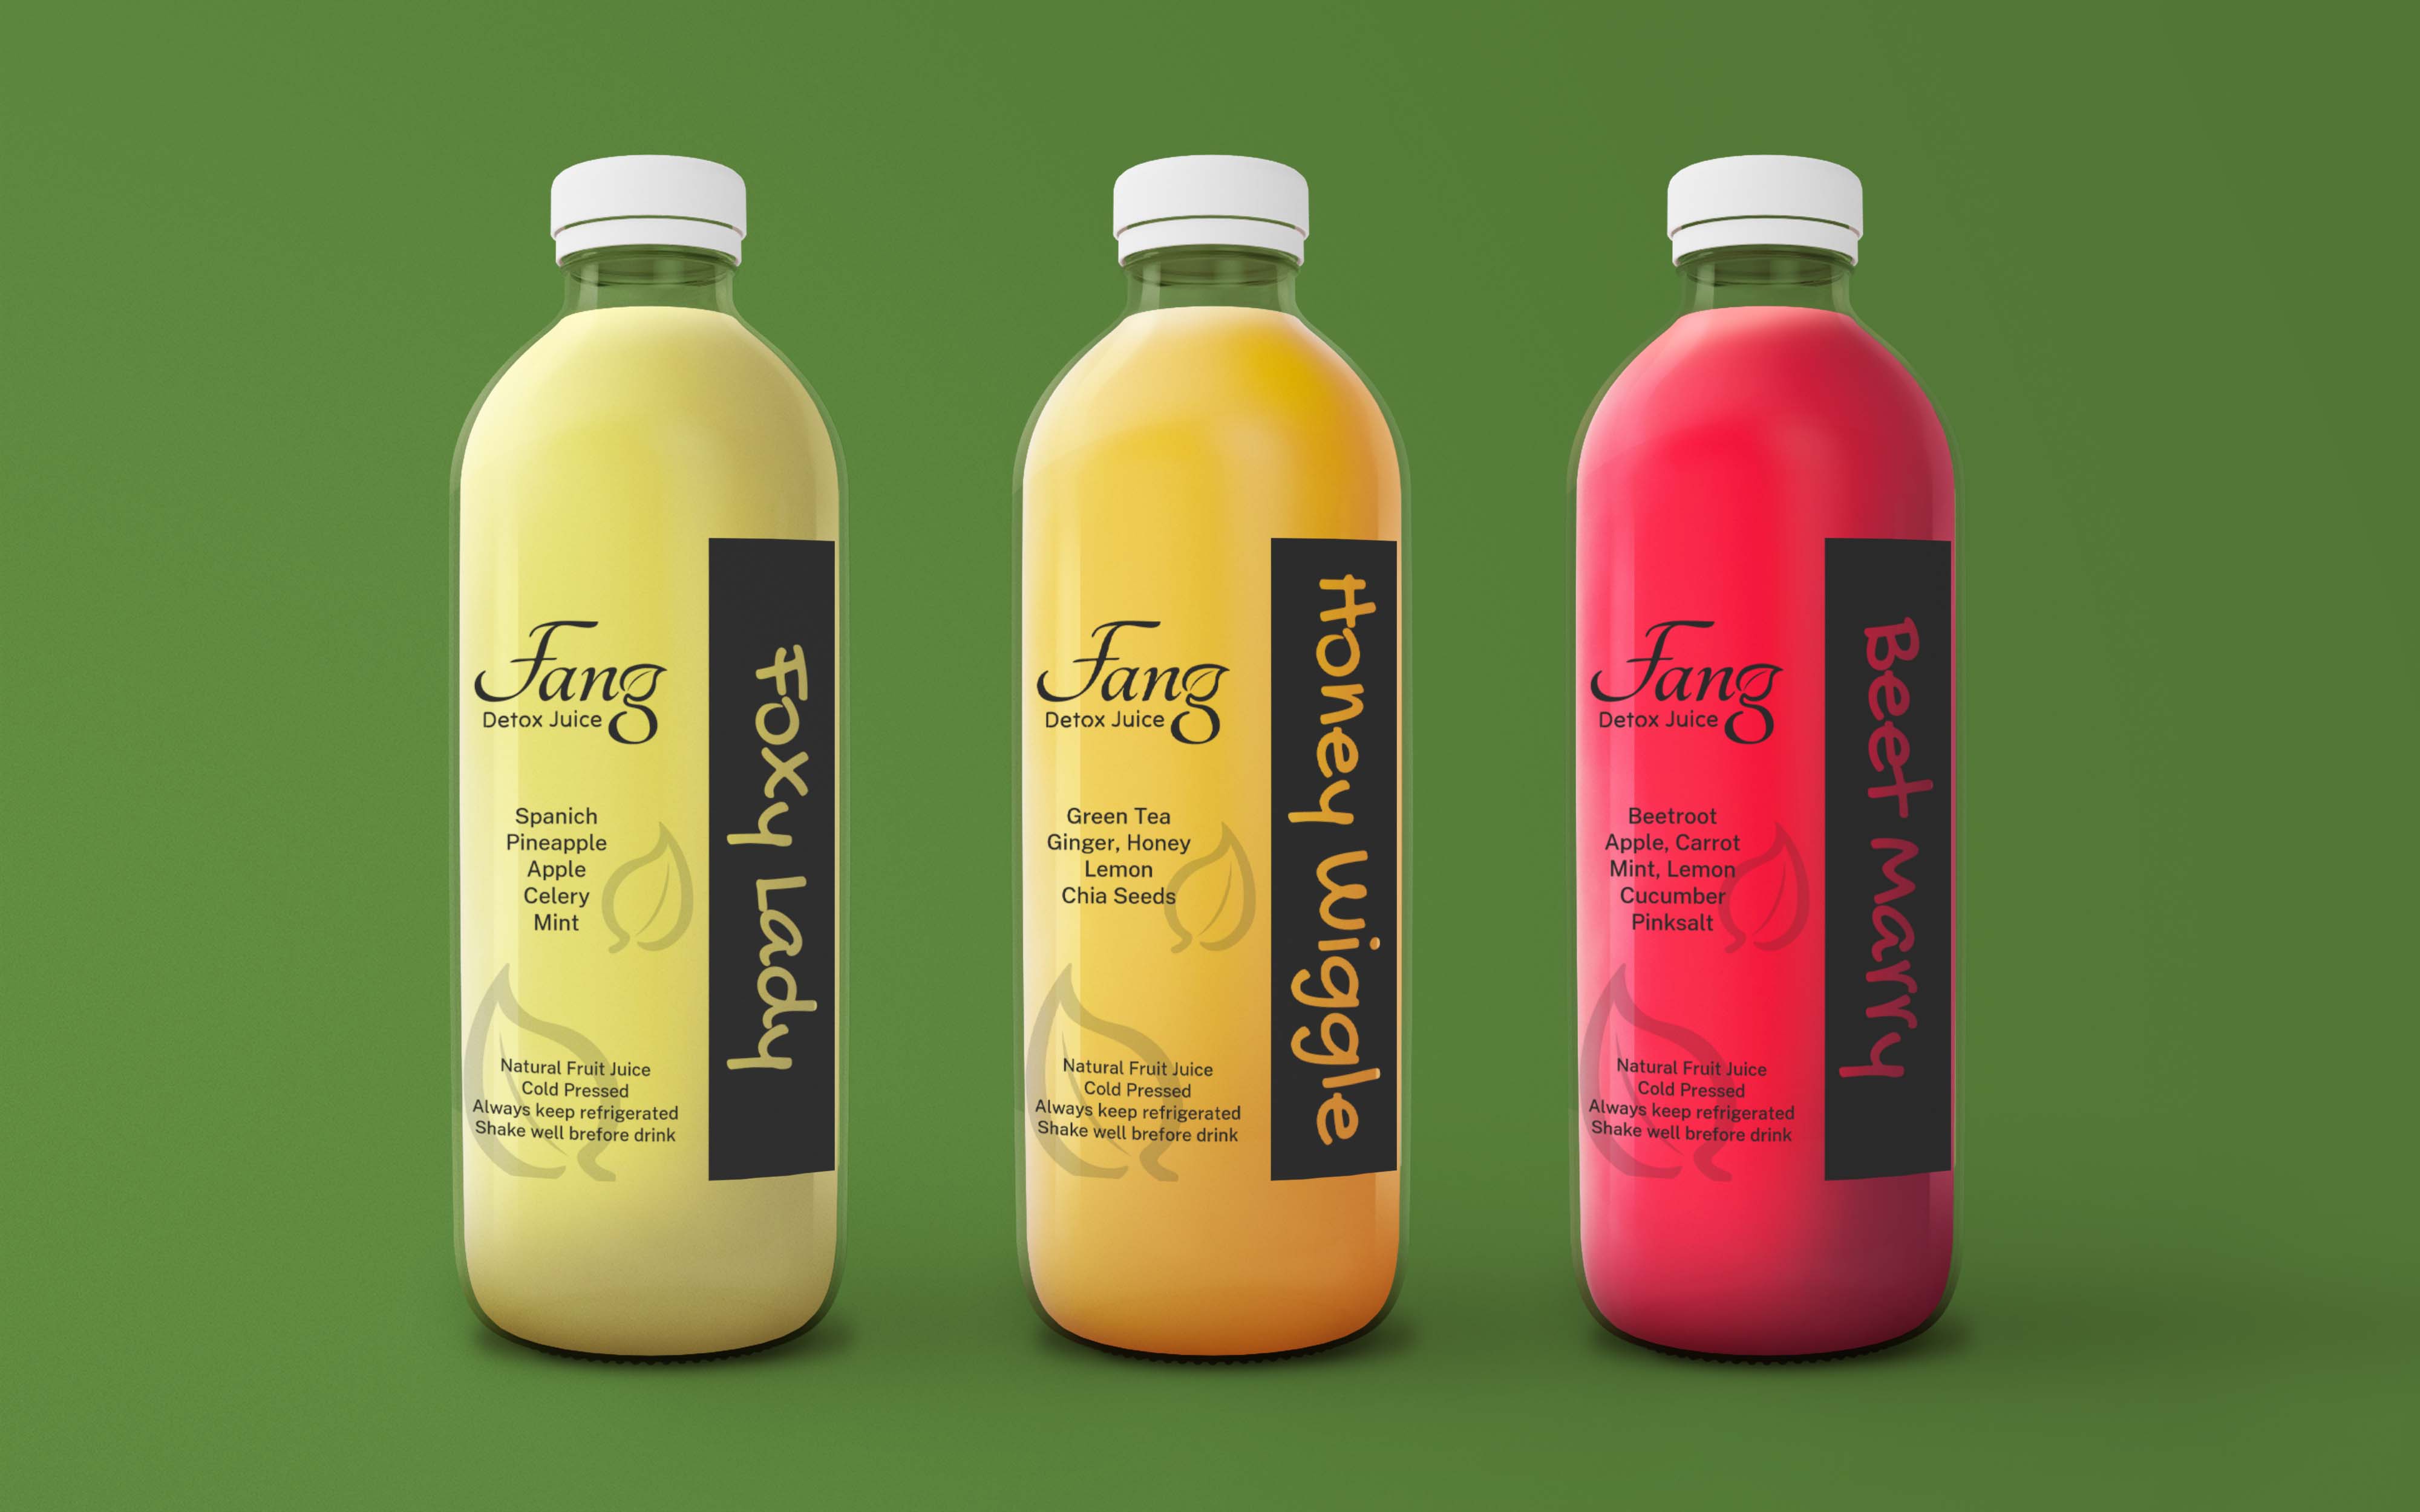 Fang
Detox Juice
Spanich
Pineapple
Apple
Celery
Mint
Natural Fruit Juice
Cold Pressed
Always keep refrigerated
Shake well brefore drink
Foxy Lady
Fang
Detox Juice
Green Tea
Ginger, Honey
Lemon
Chia Seeds
Natural Fruit Juice
Cold Pressed
Always keep refrigerated
Shake well brefore drink
Honey Wiggle
Fang
Detox Juice
Beetroot
Apple, Carrot
Mint, Lemon
Cucumber
Pinksalt
Natural Fruit Juice
Cold Pressed
Always keep refrigerated
Shake well brefore drink
Beet Marry